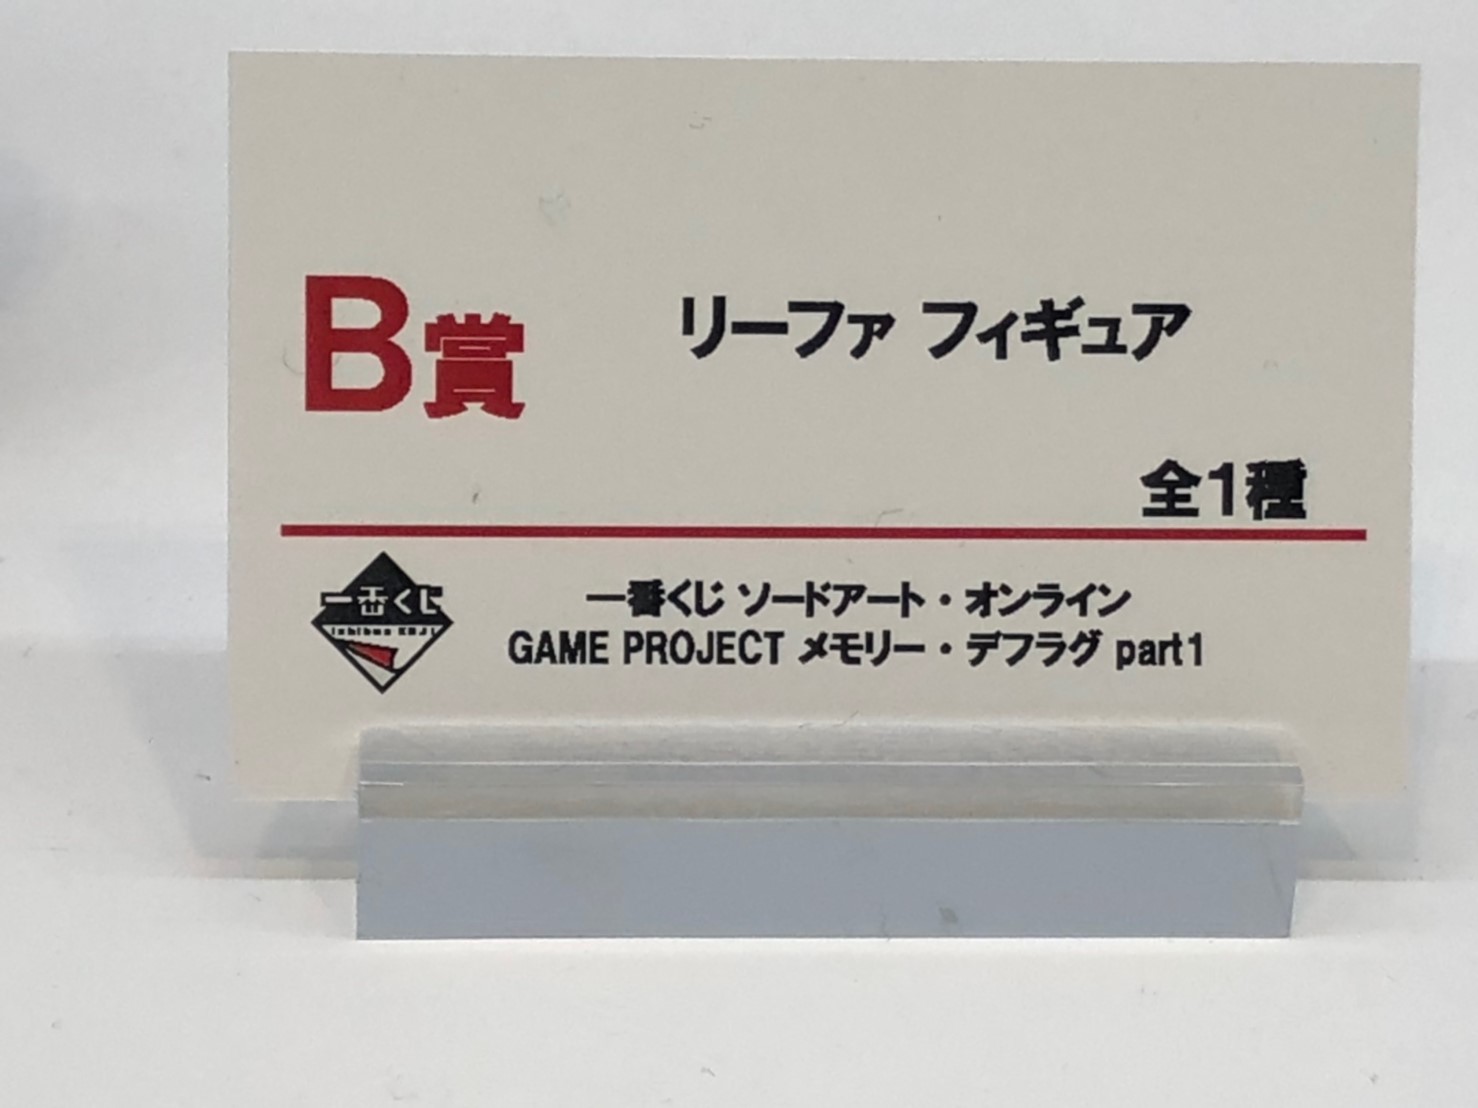 B賞
リーファ フィギュア
全1種
一番くじ
Ichiban KUJI
一番くじ ソードアート・オンライン
GAME PROJECT メモリー・デフラグ part1